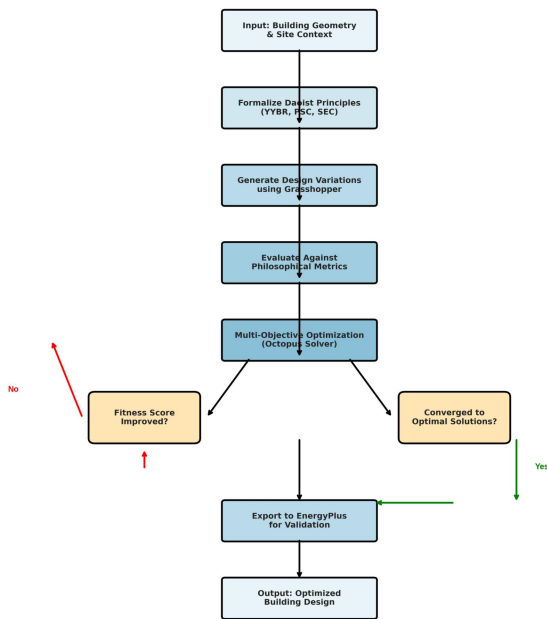 Input: Building Geometry
& Site Context
Formalize Daoist Principles
(YYBR, FSC, SEC)
Generate Design Variations
using Grasshopper
Evaluate Against
Philosophical Metrics
Multi-Objective Optimization
(Octopus Solver)
No
Fitness Score
Improved?
Converged to
Optimal Solutions?
Yes
Export to EnergyPlus
for Validation
Output: Optimized
Building Design